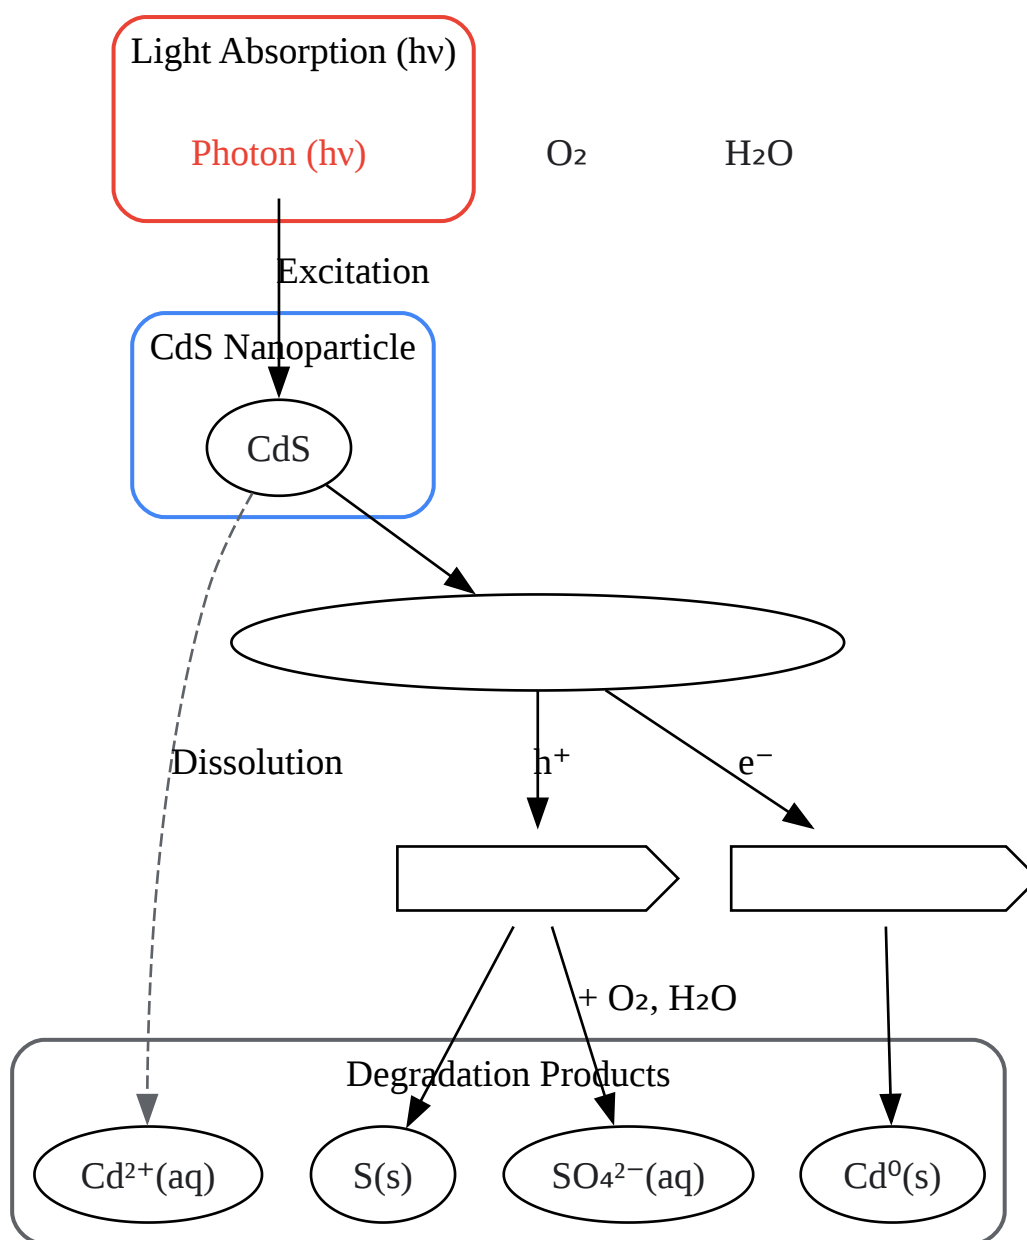 Light Absorption (hν)
Photon (hν)
O₂
H₂O
Excitation
CdS Nanoparticle
CdS
Dissolution
h⁺
e⁻
+ O₂, H₂O
Degradation Products
Cd²⁺(aq)
S(s)
SO₄²⁻(aq)
Cd⁰(s)